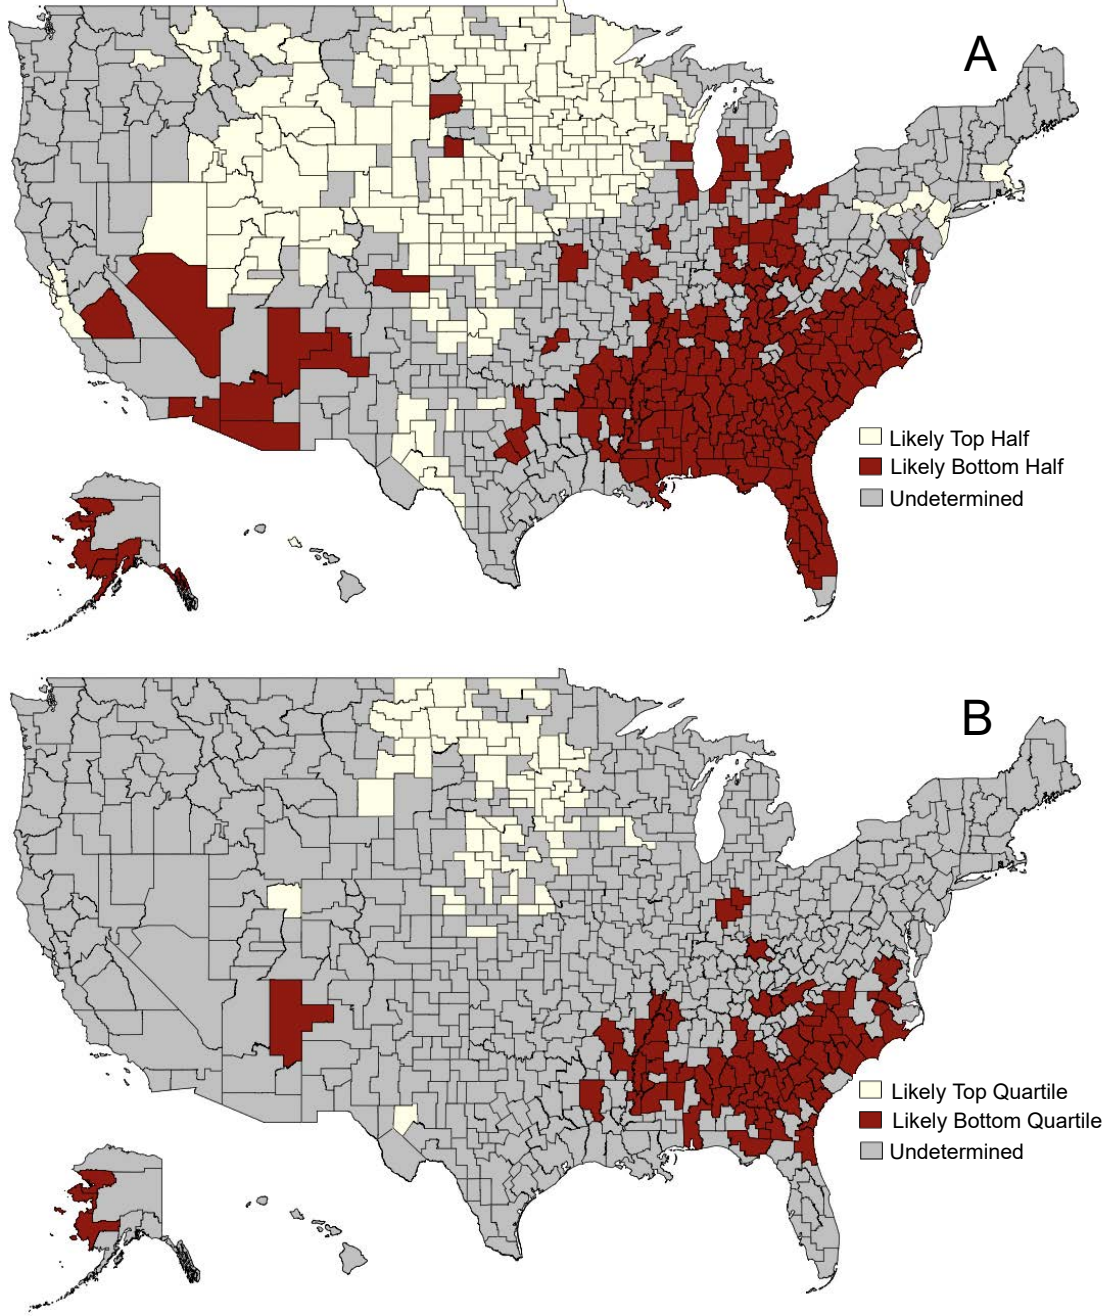 A
Likely Top Half
Likely Bottom Half
Undetermined
B
Likely Top Quartile
Likely Bottom Quartile
Undetermined